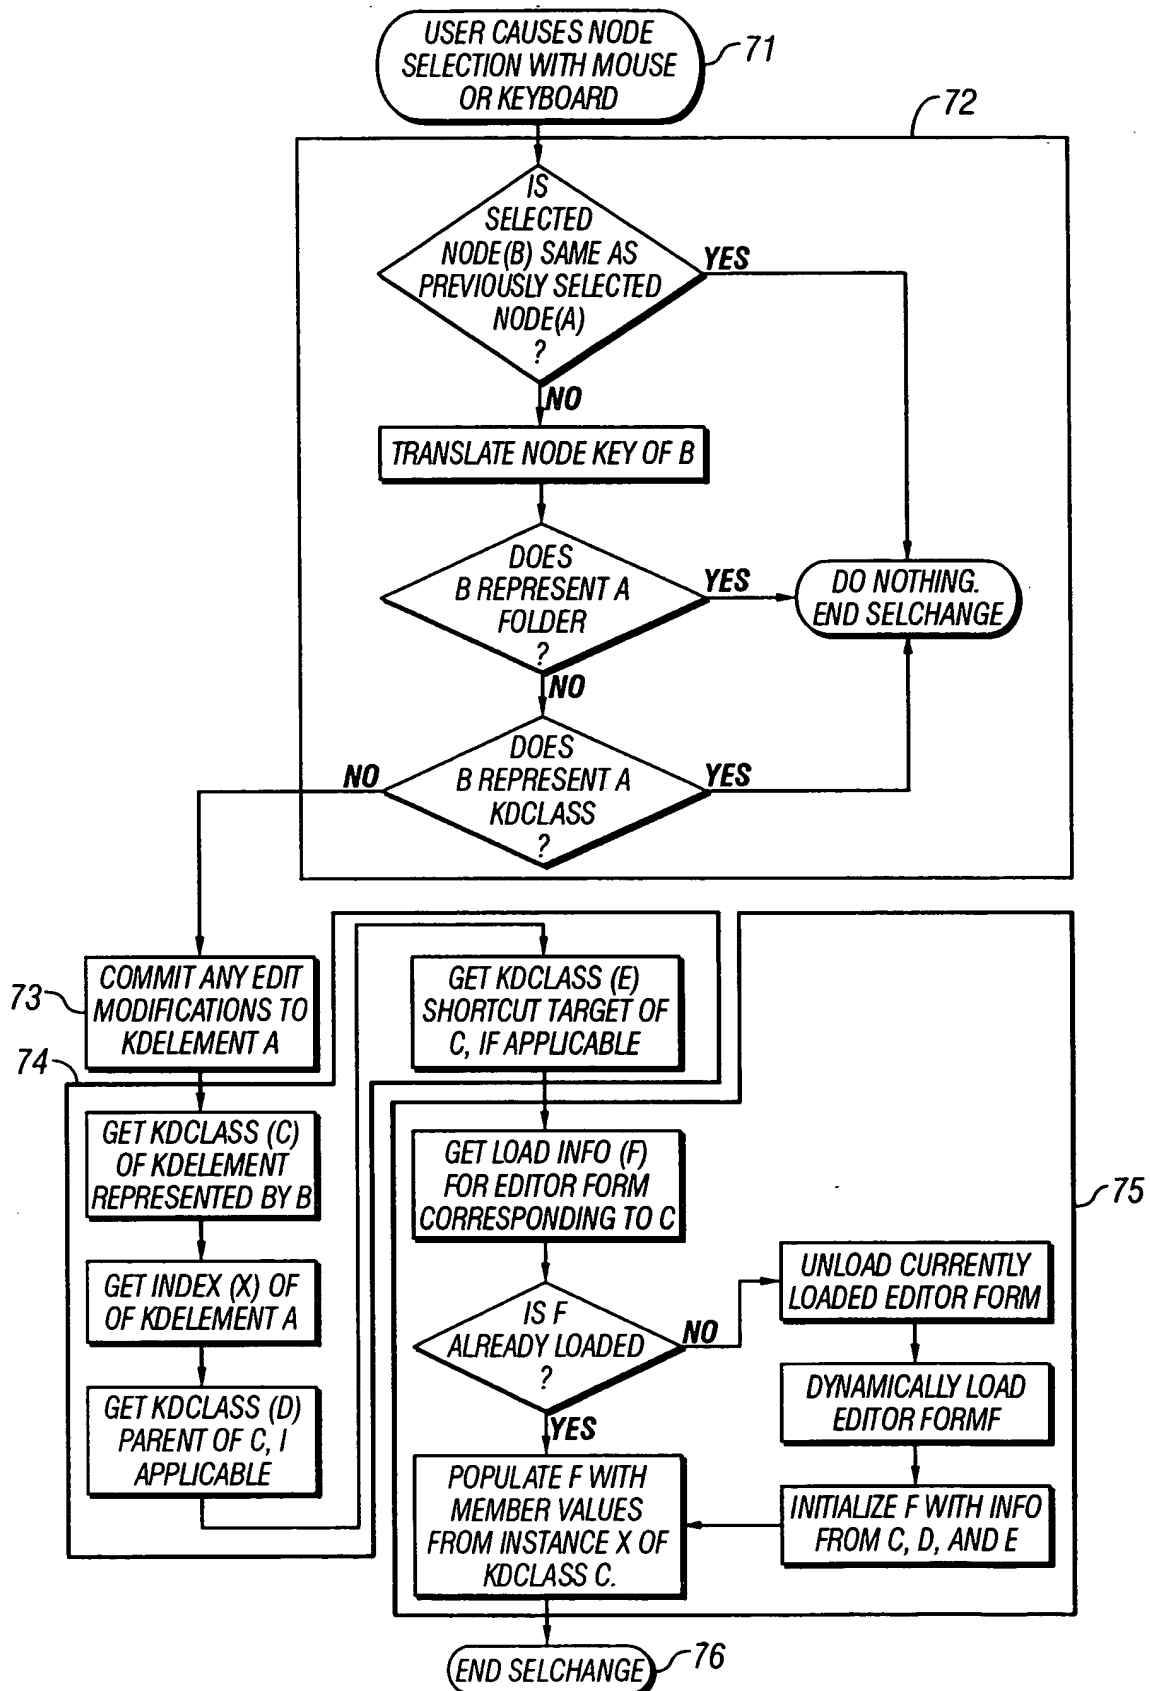 USER CAUSES NODE
SELECTION WITH MOUSE
OR KEYBOARD
71
72
IS
SELECTED
NODE(B) SAME AS
PREVIOUSLY SELECTED
NODE(A)
?
YES
NO
TRANSLATE NODE KEY OF B
DOES
B REPRESENT A
FOLDER
?
YES
DO NOTHING.
END SELCHANGE
NO
DOES
B REPRESENT A
KDCLASS
?
NO
YES
73
COMMIT ANY EDIT
MODIFICATIONS TO
KDELEMENT A
74
GET KDCLASS (C)
OF KDELEMENT
REPRESENTED BY B
GET INDEX (X) OF
OF KDELEMENT A
GET KDCLASS (D)
PARENT OF C, I
APPLICABLE
GET KDCLASS (E)
SHORTCUT TARGET OF
C, IF APPLICABLE
GET LOAD INFO (F)
FOR EDITOR FORM
CORRESPONDING TO C
75
IS F
ALREADY LOADED
?
NO
YES
UNLOAD CURRENTLY
LOADED EDITOR FORM
DYNAMICALLY LOAD
EDITOR FORMF
INITIALIZE F WITH INFO
FROM C, D, AND E
POPULATE F WITH
MEMBER VALUES
FROM INSTANCE X OF
KDCLASS C.
END SELCHANGE
76